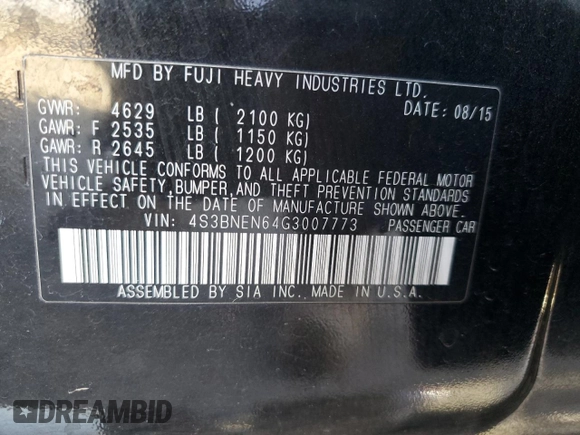 MFD BY FUJI HEAVY INDUSTRIES LTD.
GVWR: 4629 LB ( 2100 KG) DATE: 08/15
GAWR: F 2535 LB ( 1150 KG)
GAWR: R 2645 LB ( 1200 KG)
THIS VEHICLE CONFORMS TO ALL APPLICABLE FEDERAL MOTOR
VEHICLE SAFETY,BUMPER,AND THEFT PREVENTION STANDARDS
IN EFFECT ON THE DATE OF MANUFACTURE SHOWN ABOVE.
VIN: 4S3BNEN64G3007773 PASSENGER CAR
ASSEMBLED BY SIA INC. MADE IN U.S.A.
DREAMBID